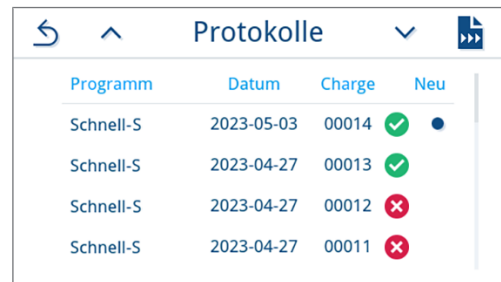 Protokolle
Programm Datum Charge Neu
Schnell-S 2023-05-03 00014
Schnell-S 2023-04-27 00013
Schnell-S 2023-04-27 00012
Schnell-S 2023-04-27 00011